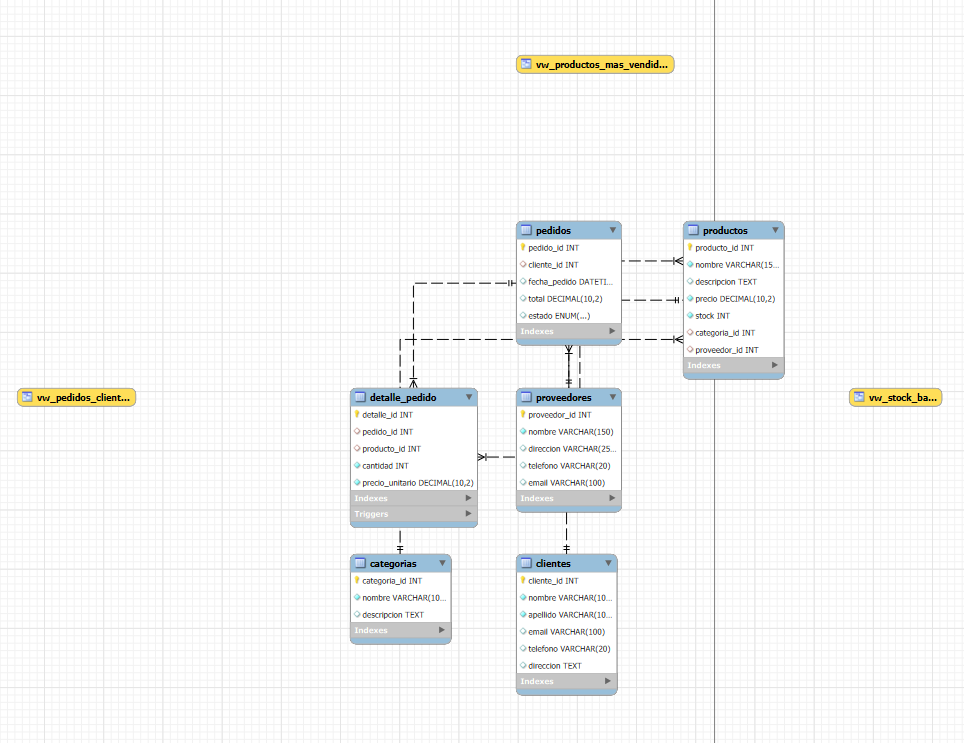 vw_productos_mas_vendid...
pedidos
pedido_id INT
cliente_id INT
fecha_pedido DATETI...
total DECIMAL(10,2)
estado ENUM(...)
Indexes
productos
producto_id INT
nombre VARCHAR(15...
descripcion TEXT
precio DECIMAL(10,2)
stock INT
categoria_id INT
proveedor_id INT
Indexes
vw_pedidos_client...
detalle_pedido
detalle_id INT
pedido_id INT
producto_id INT
cantidad INT
precio_unitario DECIMAL(10,2)
Indexes
Triggers
proveedores
proveedor_id INT
nombre VARCHAR(150)
direccion VARCHAR(25...
telefono VARCHAR(20)
email VARCHAR(100)
Indexes
vw_stock_ba...
categorias
categoria_id INT
nombre VARCHAR(10...
descripcion TEXT
Indexes
clientes
cliente_id INT
nombre VARCHAR(10...
apellido VARCHAR(10...
email VARCHAR(100)
telefono VARCHAR(20)
direccion TEXT
Indexes